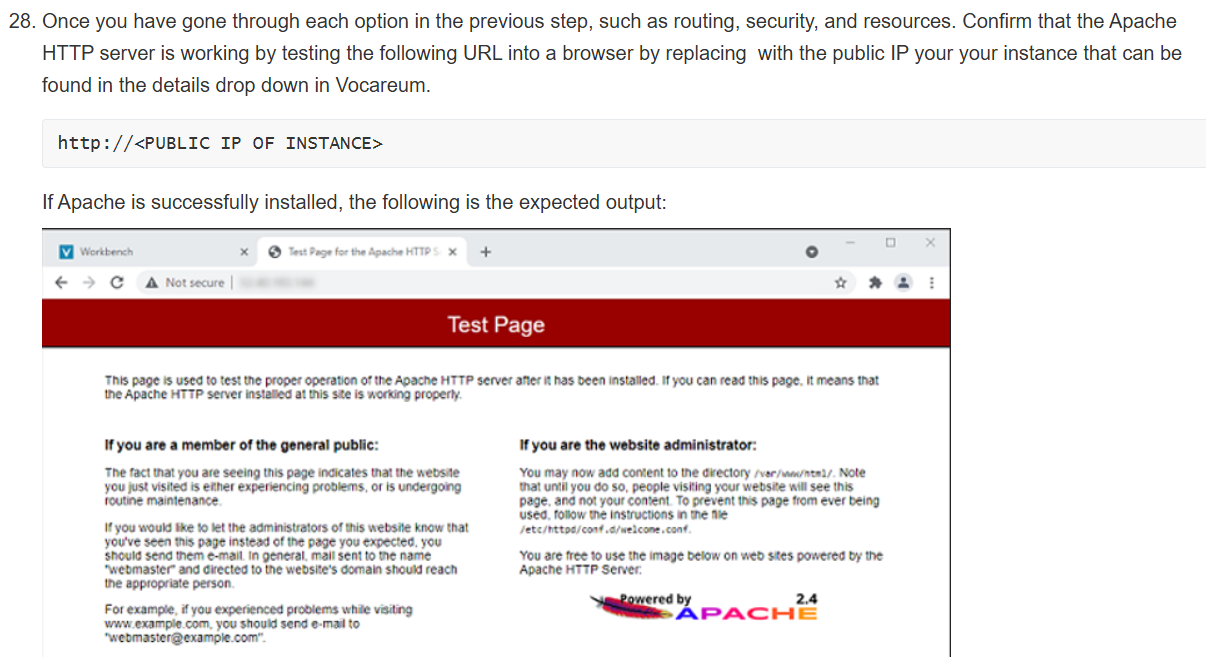 28. Once you have gone through each option in the previous step, such as routing, security, and resources. Confirm that the Apache
HTTP server is working by testing the following URL into a browser by replacing  with the public IP your your instance that can be
found in the details drop down in Vocareum.
http://<PUBLIC IP OF INSTANCE>
If Apache is successfully installed, the following is the expected output:
Workbench
Test Page for the Apache HTTP S
Not secure
Test Page
This page is used to test the proper operation of the Apache HTTP server after it has been installed. If you can read this page, it means that
the Apache HTTP server installed at this site is working properly.
If you are a member of the general public:
The fact that you are seeing this page indicates that the website
you just visited is either experiencing problems, or is undergoing
routine maintenance.
If you would like to let the administrators of this website know that
you've seen this page instead of the page you expected, you
should send them e-mail. In general, mail sent to the name
"webmaster" and directed to the website's domain should reach
the appropriate person.
For example, if you experienced problems while visiting
www.example.com, you should send e-mail to
"webmaster@example.com".
If you are the website administrator:
You may now add content to the directory /var/www/html/. Note
that until you do so, people visiting your website will see this
page, and not your content. To prevent this page from ever being
used, follow the instructions in the file
/etc/httpd/conf.d/welcome.conf.
You are free to use the image below on web sites powered by the
Apache HTTP Server:
Powered by 2.4
APACHE